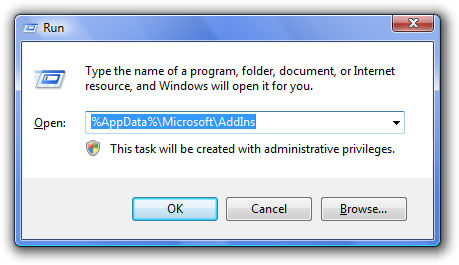 Run
Type the name of a program, folder, document, or Internet
resource, and Windows will open it for you.
Open: %AppData%\Microsoft\AddIns
This task will be created with administrative privileges.
OK Cancel Browse...